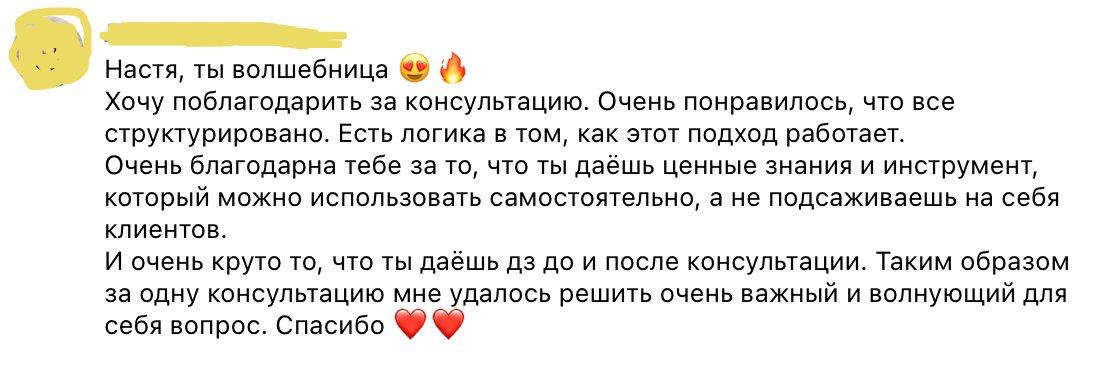 Настя, ты волшебница 😍 🔥
Хочу поблагодарить за консультацию. Очень понравилось, что все
структурировано. Есть логика в том, как этот подход работает.
Очень благодарна тебе за то, что ты даёшь ценные знания и инструмент,
который можно использовать самостоятельно, а не подсаживаешь на себя
клиентов.
И очень круто то, что ты даёшь дз до и после консультации. Таким образом
за одну консультацию мне удалось решить очень важный и волнующий для
себя вопрос. Спасибо ❤️ ❤️